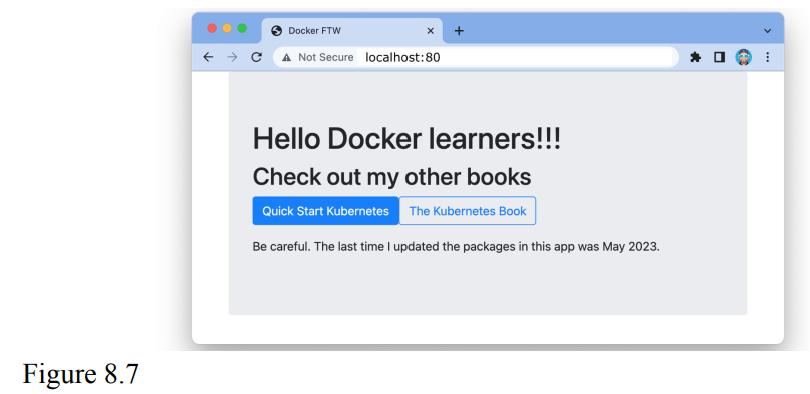 Docker FTW
Not Secure localhost:80
Hello Docker learners!!!
Check out my other books
Quick Start Kubernetes The Kubernetes Book
Be careful. The last time I updated the packages in this app was May 2023.
Figure 8.7